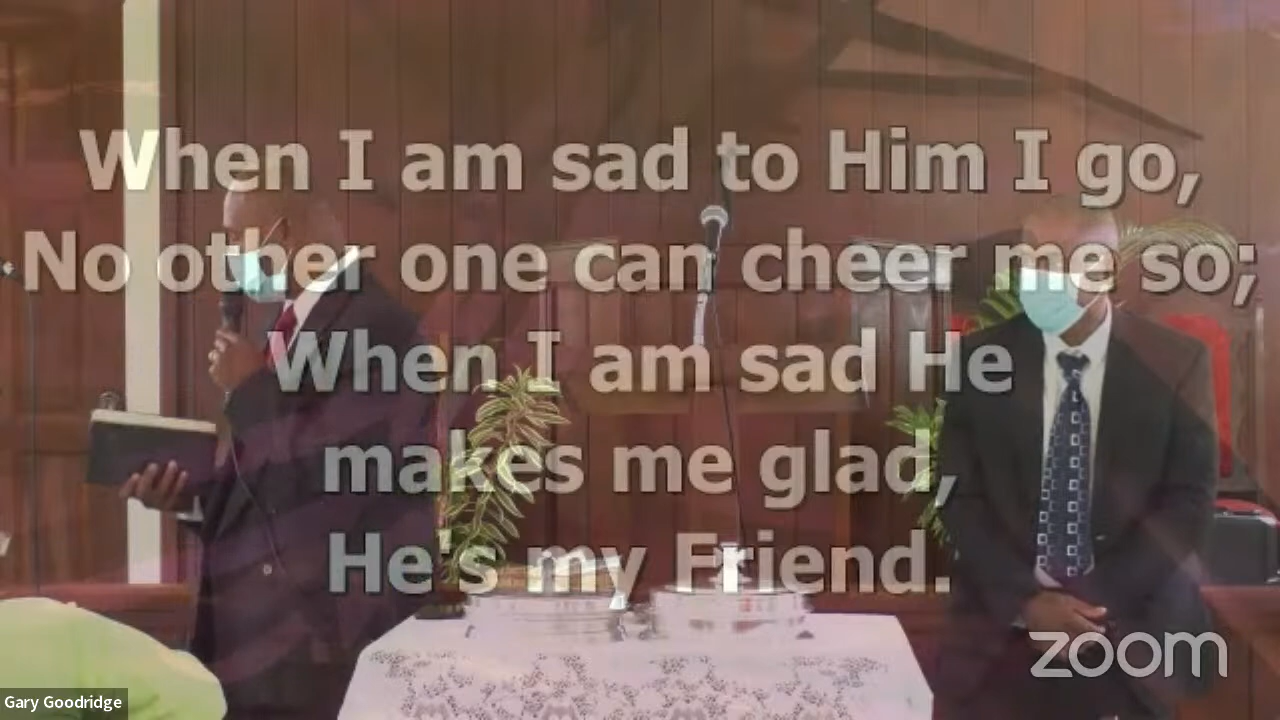 When I am sad to Him I go,
No other one can cheer me so;
When I am sad He
makes me glad,
He's my Friend.
zoom
Gary Goodridge